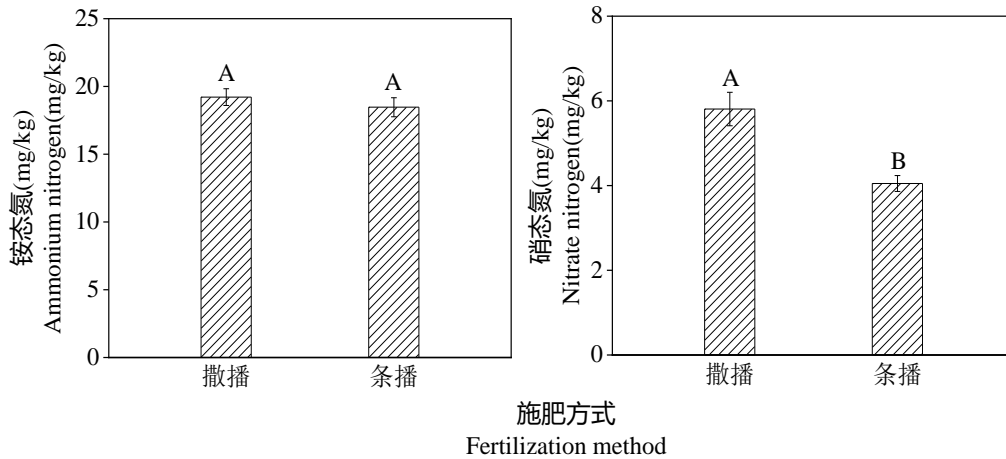 铵态氮(mg/kg)
Ammonium nitrogen(mg/kg)
25
20
15
10
5
0
A
A
撒播
条播
硝态氮(mg/kg)
Nitrate nitrogen(mg/kg)
8
6
4
2
0
A
B
撒播
条播
施肥方式
Fertilization method